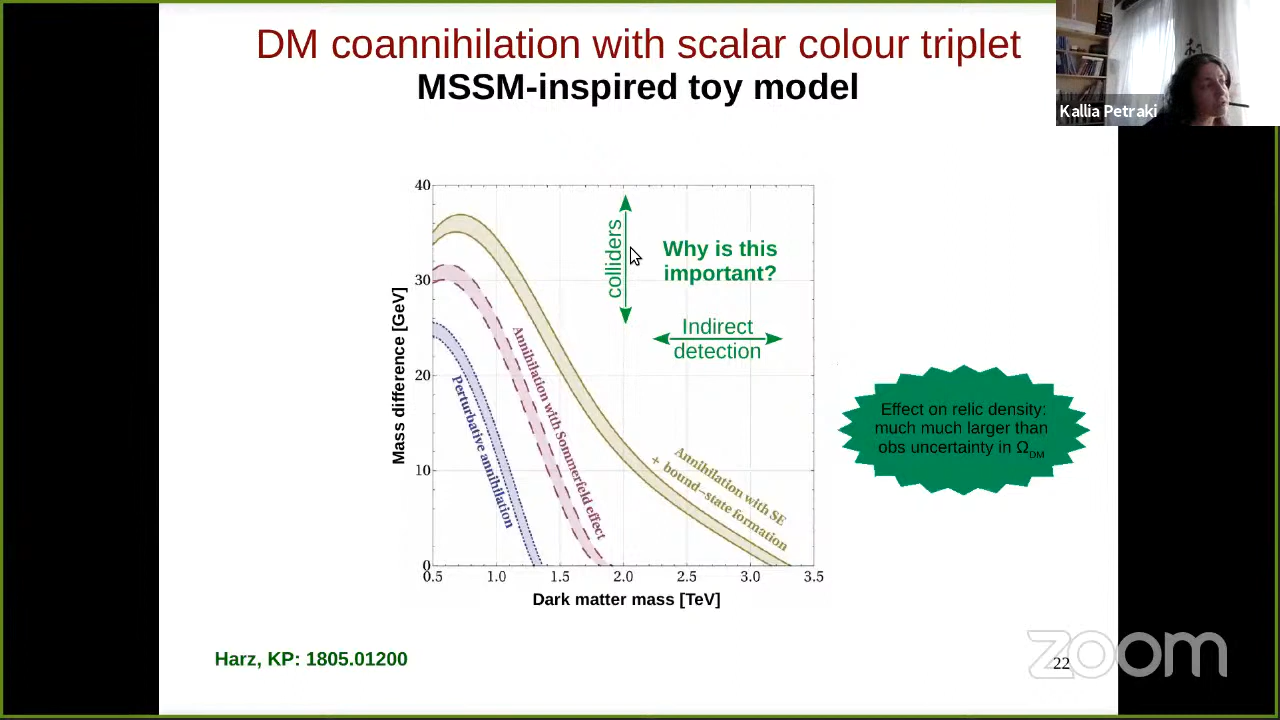 DM coannihilation with scalar colour triplet
MSSM-inspired toy model
Kallia Petraki
40
30
20
10
0
Mass difference [GeV]
colliders
Why is this
important?
Indirect
detection
Perturbative annihilation
Annihilation with Sommerfeld effect
Annihilation with SE
+ bound-state formation
0.5 1.0 1.5 2.0 2.5 3.0 3.5
Dark matter mass [TeV]
Effect on relic density:
much much larger than
obs uncertainty in ΩDM
Harz, KP: 1805.01200
22
zoom